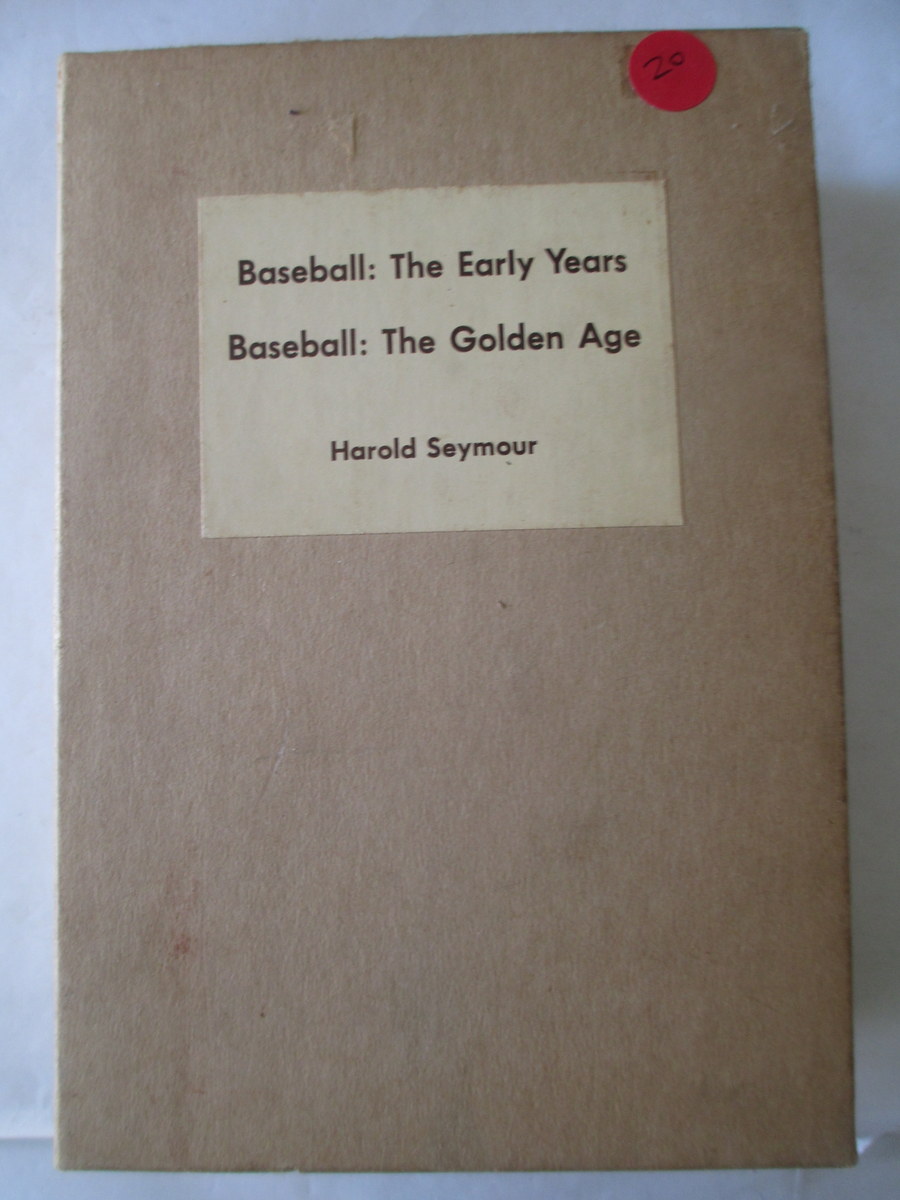 20
Baseball: The Early Years
Baseball: The Golden Age
Harold Seymour